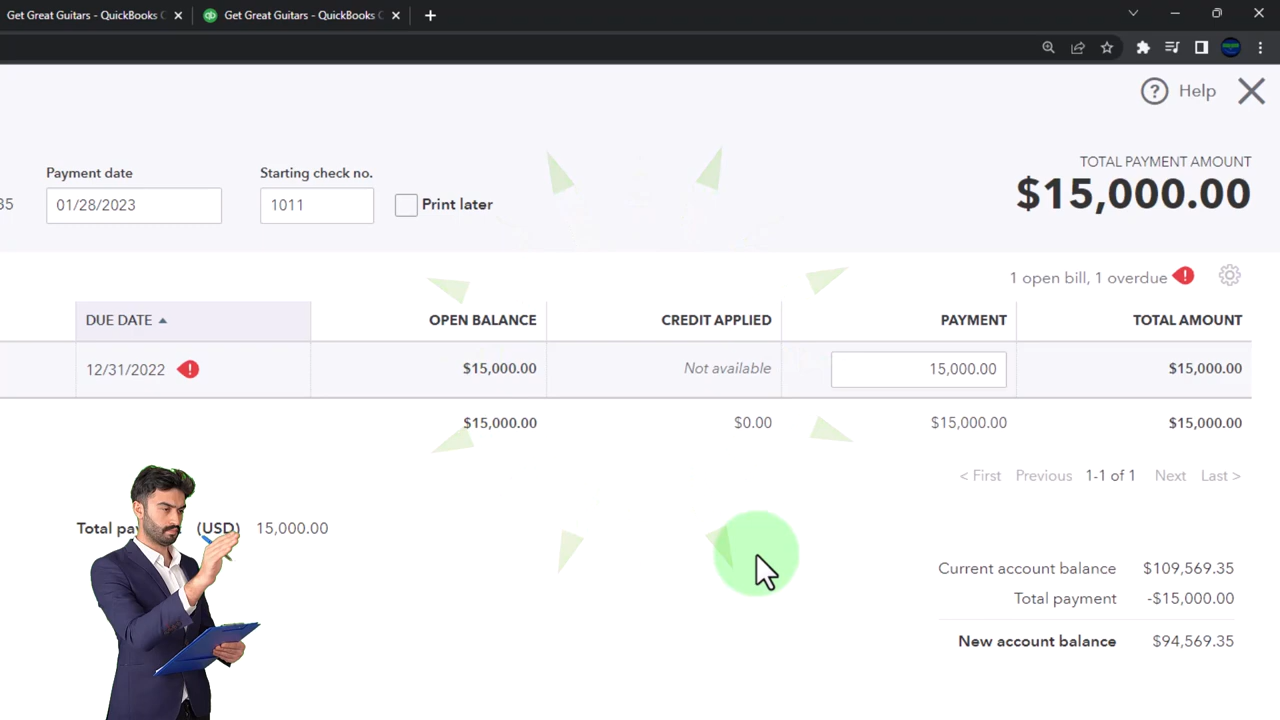 Get Great Guitars - QuickBooks C
Get Great Guitars - QuickBooks C
? Help
Payment date
Starting check no.
TOTAL PAYMENT AMOUNT
35
01/28/2023
1011
Print later
$15,000.00
1 open bill, 1 overdue !
DUE DATE
OPEN BALANCE
CREDIT APPLIED
PAYMENT
TOTAL AMOUNT
12/31/2022 !
$15,000.00
Not available
15,000.00
$15,000.00
$15,000.00
$0.00
$15,000.00
$15,000.00
< First Previous 1-1 of 1 Next Last >
Total pa (USD) 15,000.00
Current account balance $109,569.35
Total payment -$15,000.00
New account balance $94,569.35